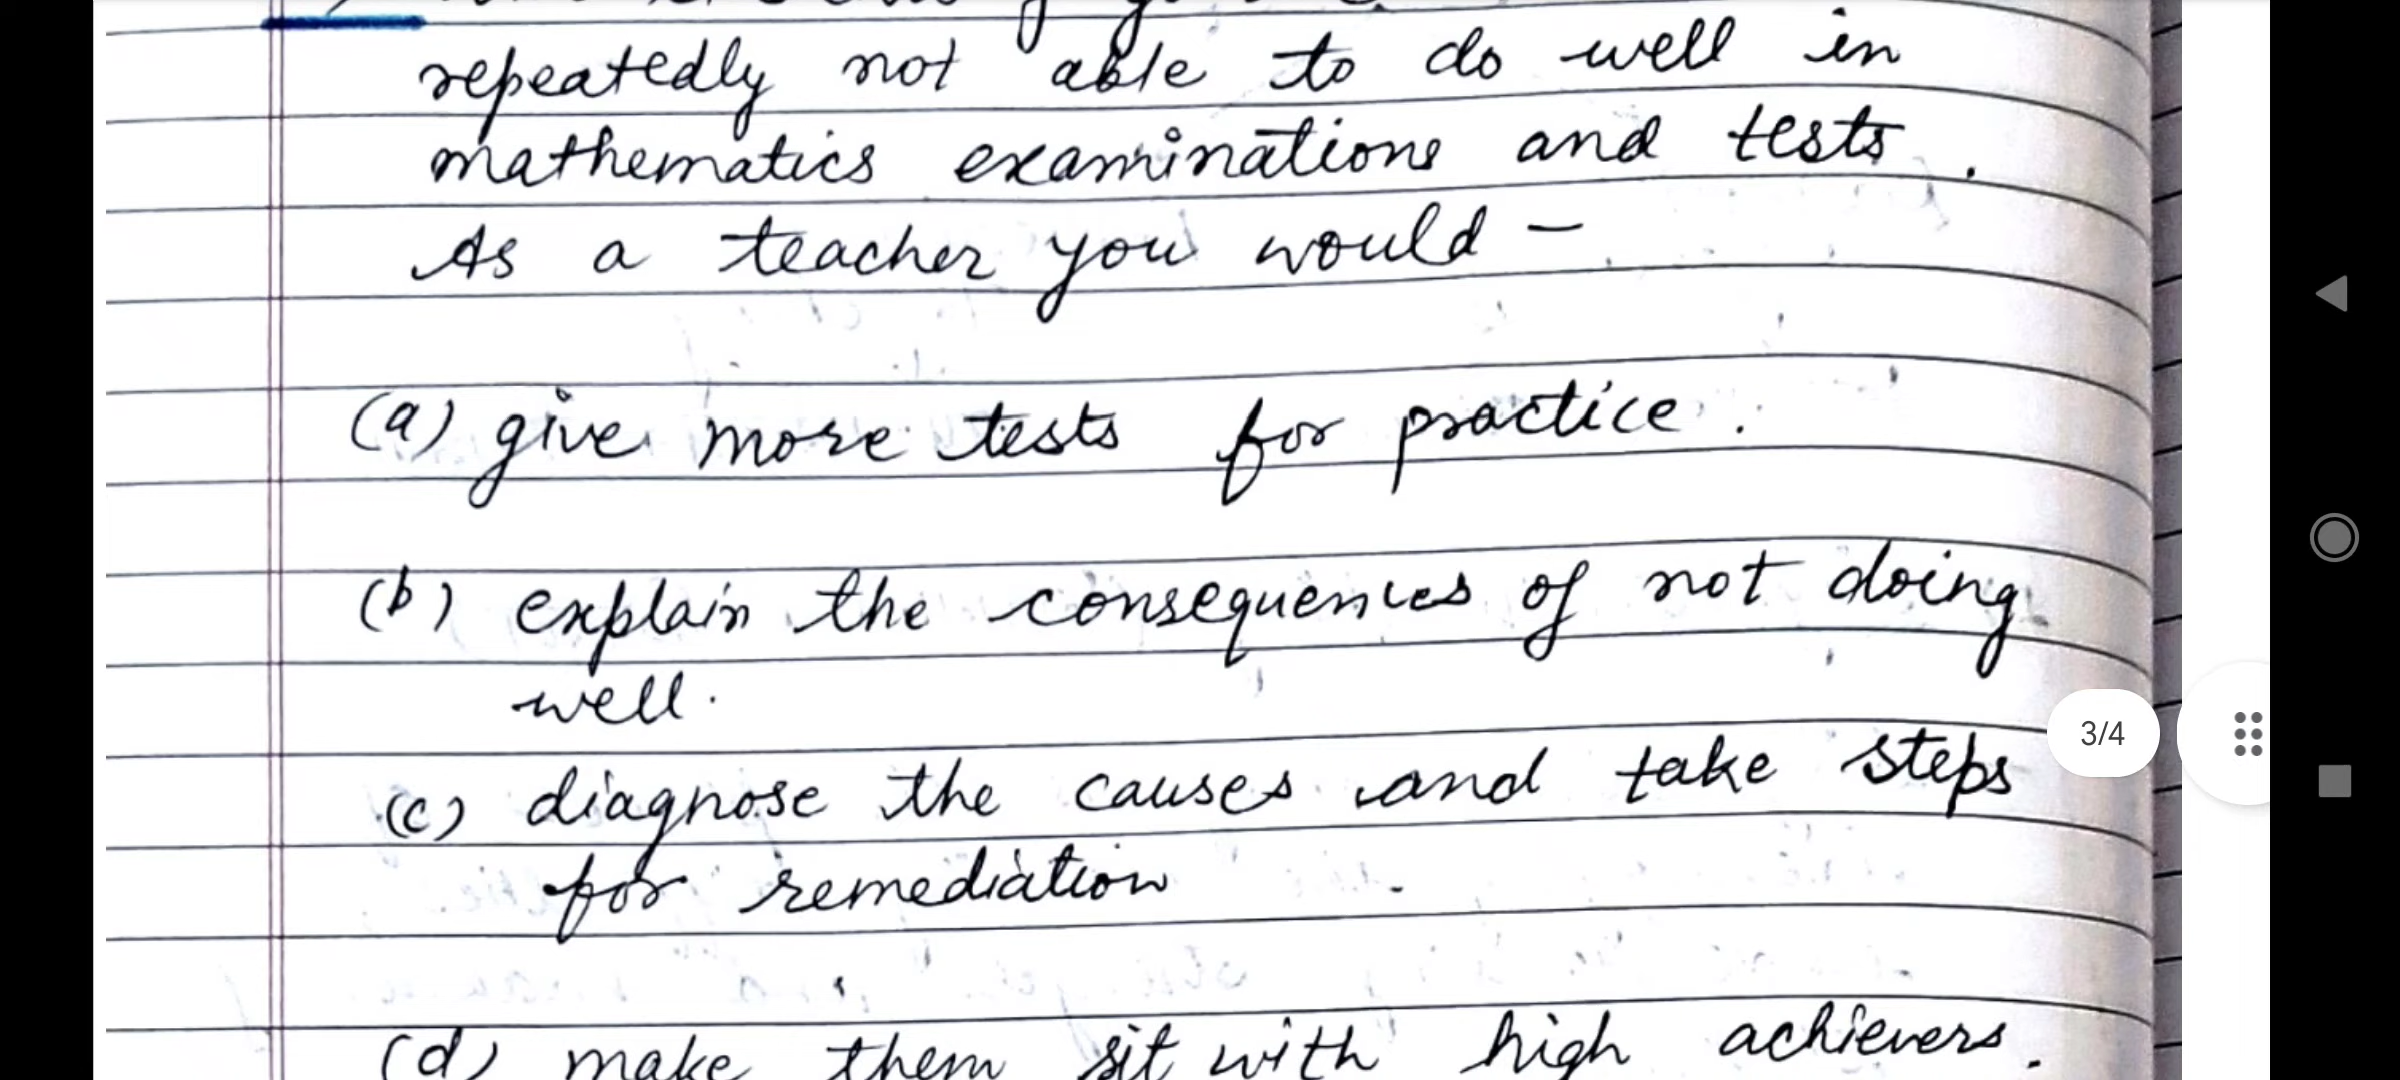 repeatedly not able to do well in
mathematics examinations and tests.
As a teacher you would –
(a) give more tests for practice.
(b) explain the consequences of not doing
well.
(c) diagnose the causes and take steps
for remediation.
(d) make them sit with high achievers.
3/4